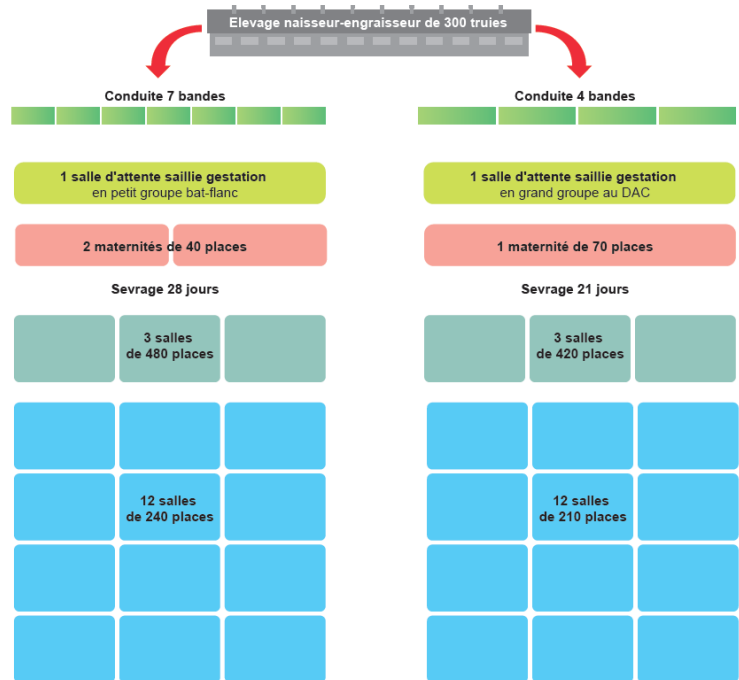 Elevage naisseur-engraisseur de 300 truies
Conduite 7 bandes
1 salle d'attente saillie gestation
en petit groupe bat-flanc
2 maternités de 40 places
Sevrage 28 jours
3 salles
de 480 places
12 salles
de 240 places
Conduite 4 bandes
1 salle d'attente saillie gestation
en grand groupe au DAC
1 maternité de 70 places
Sevrage 21 jours
3 salles
de 420 places
12 salles
de 210 places